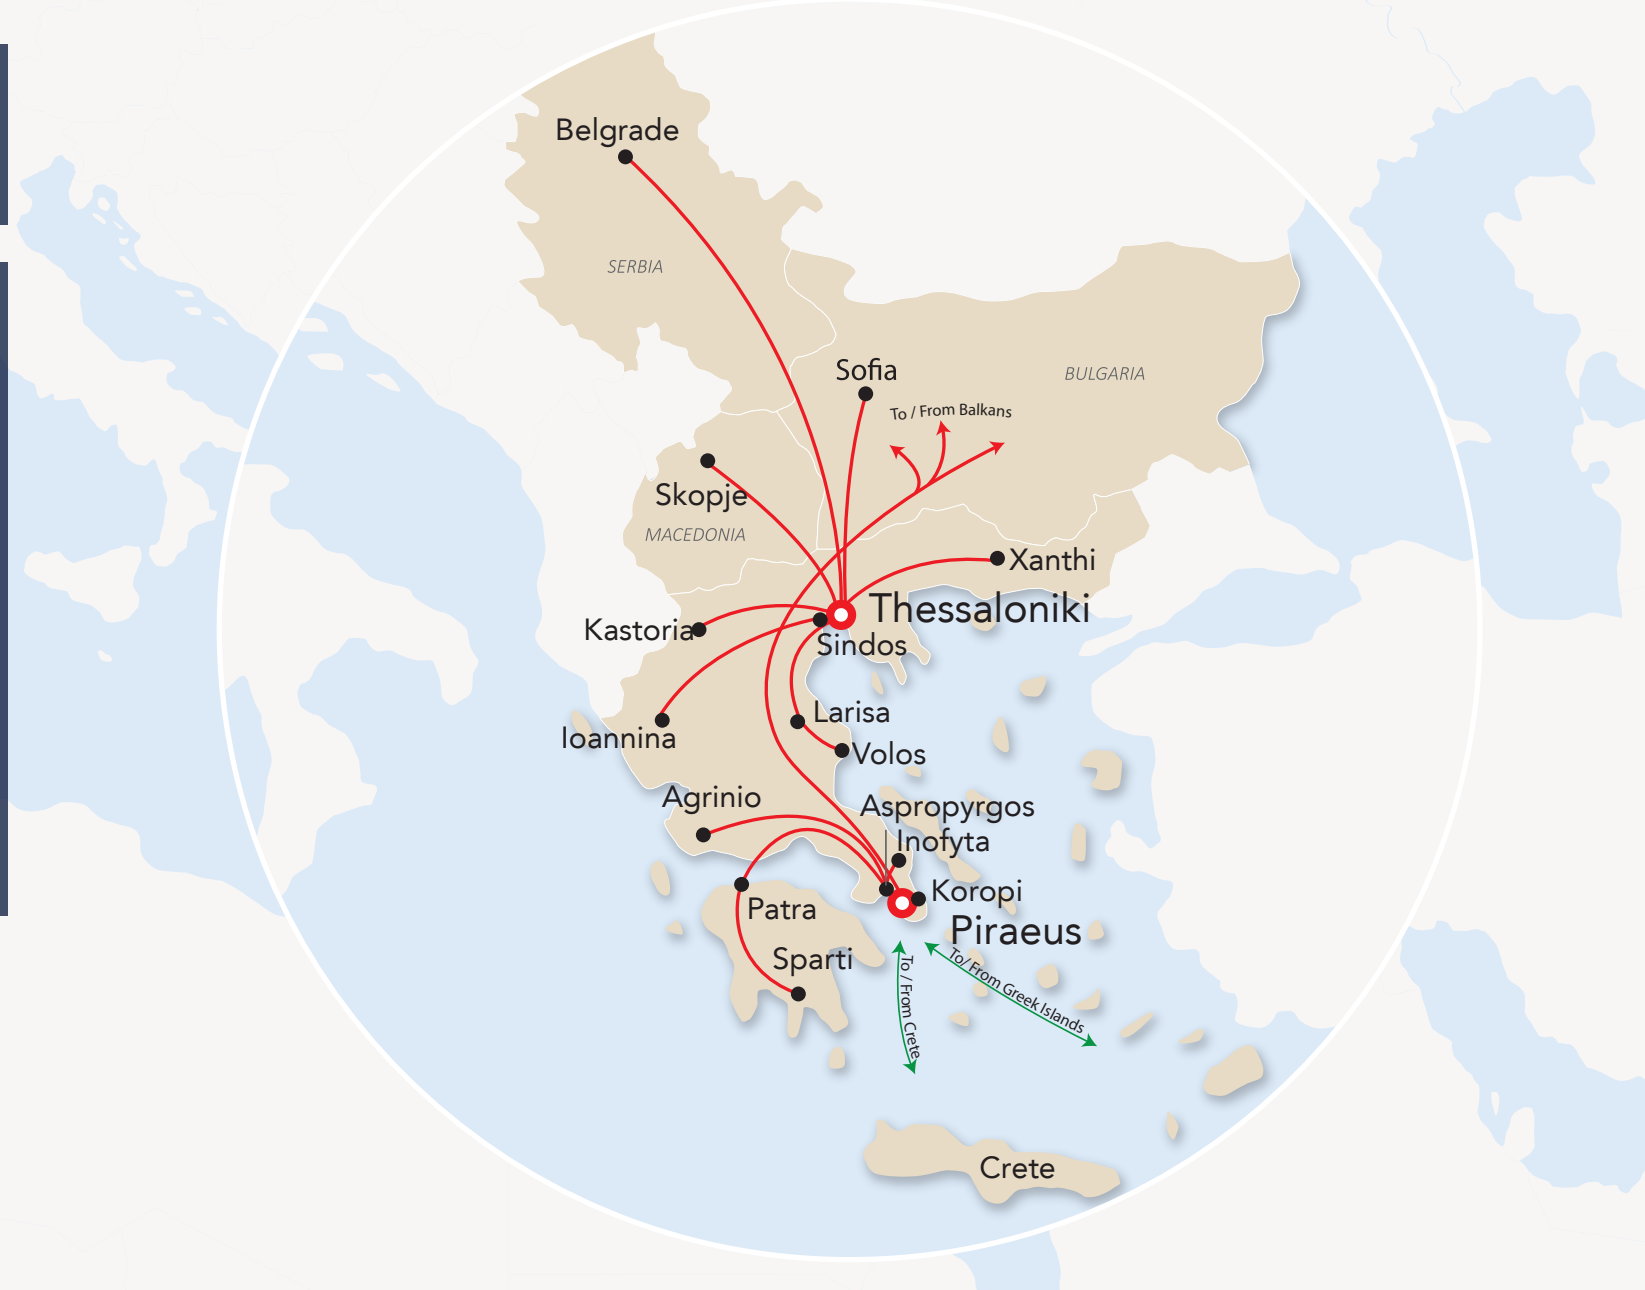 Belgrade
SERBIA
Sofia
BULGARIA
To / From Balkans
Skopje
MACEDONIA
Xanthi
Thessaloniki
Kastoria
Sindos
Larisa
Ioannina
Volos
Agrinio
Aspropyrgos
Inofyta
Koropi
Patra
Piraeus
Sparti
To / From Crete
To/ From Greek Islands
Crete